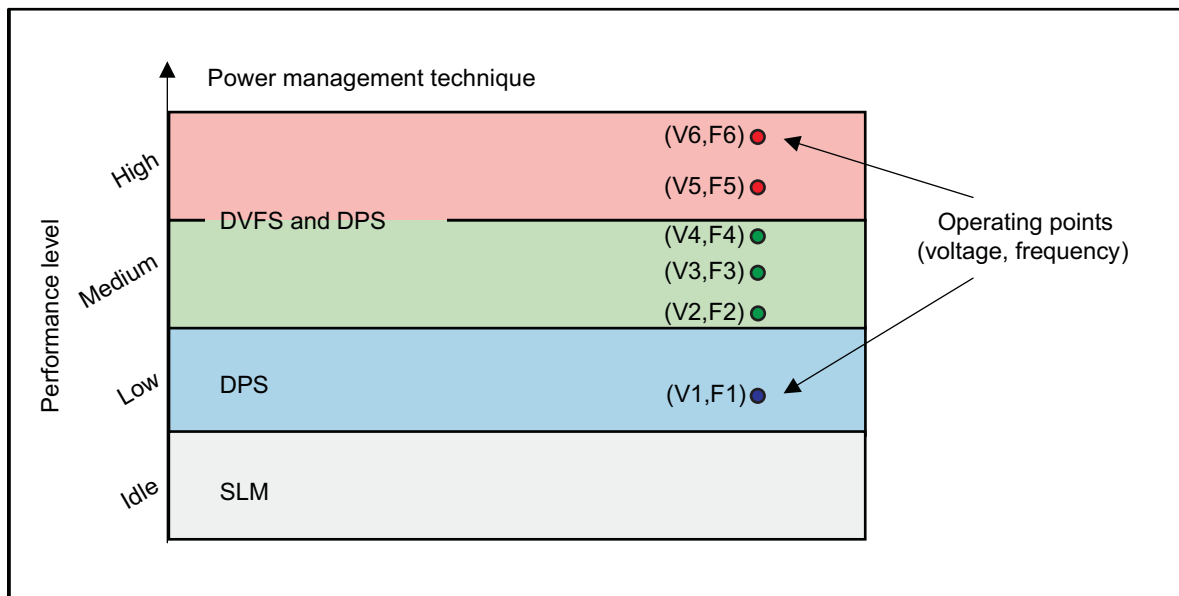 Power management technique
High
(V6,F6)
(V5,F5)
DVFS and DPS
Operating points
(voltage, frequency)
Medium
(V4,F4)
(V3,F3)
(V2,F2)
Performance level
Low
DPS
(V1,F1)
Idle
SLM